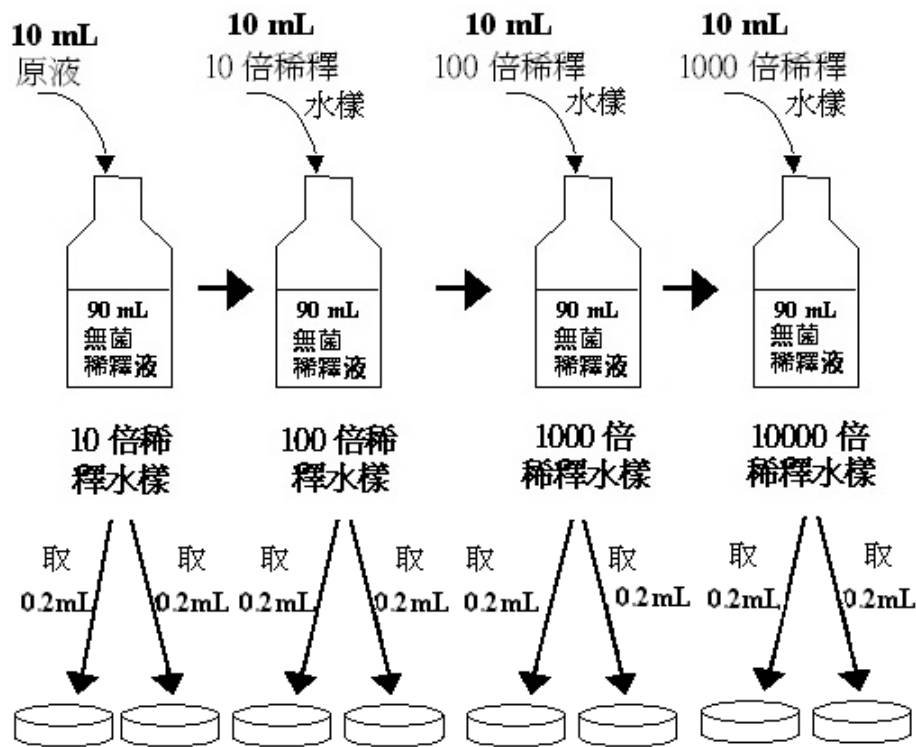 10 mL
原液
10 mL
10 倍稀釋
水樣
10 mL
100 倍稀釋
水樣
10 mL
1000 倍稀釋
水樣
90 mL
無菌
稀釋液
90 mL
無菌
稀釋液
90 mL
無菌
稀釋液
90 mL
無菌
稀釋液
10 倍稀
釋水樣
100 倍稀
釋水樣
1000 倍
稀釋水樣
10000 倍
稀釋水樣
取
0.2mL
取
0.2mL
取
0.2mL
取
0.2mL
取
0.2mL
取
0.2mL
取
0.2mL
取
0.2mL